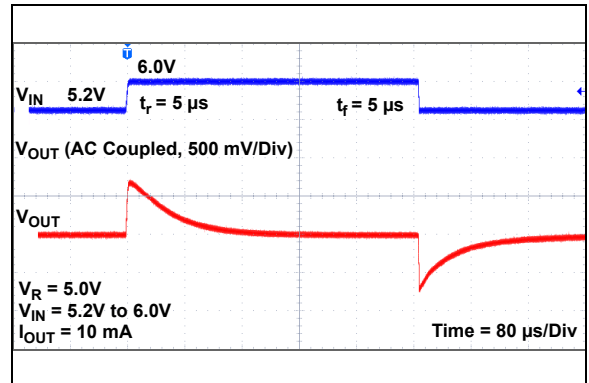 T
6.0V
VIN 5.2V
tr = 5 µs
tf = 5 µs
VOUT (AC Coupled, 500 mV/Div)
VOUT
VR = 5.0V
VIN = 5.2V to 6.0V
IOUT = 10 mA
Time = 80 µs/Div